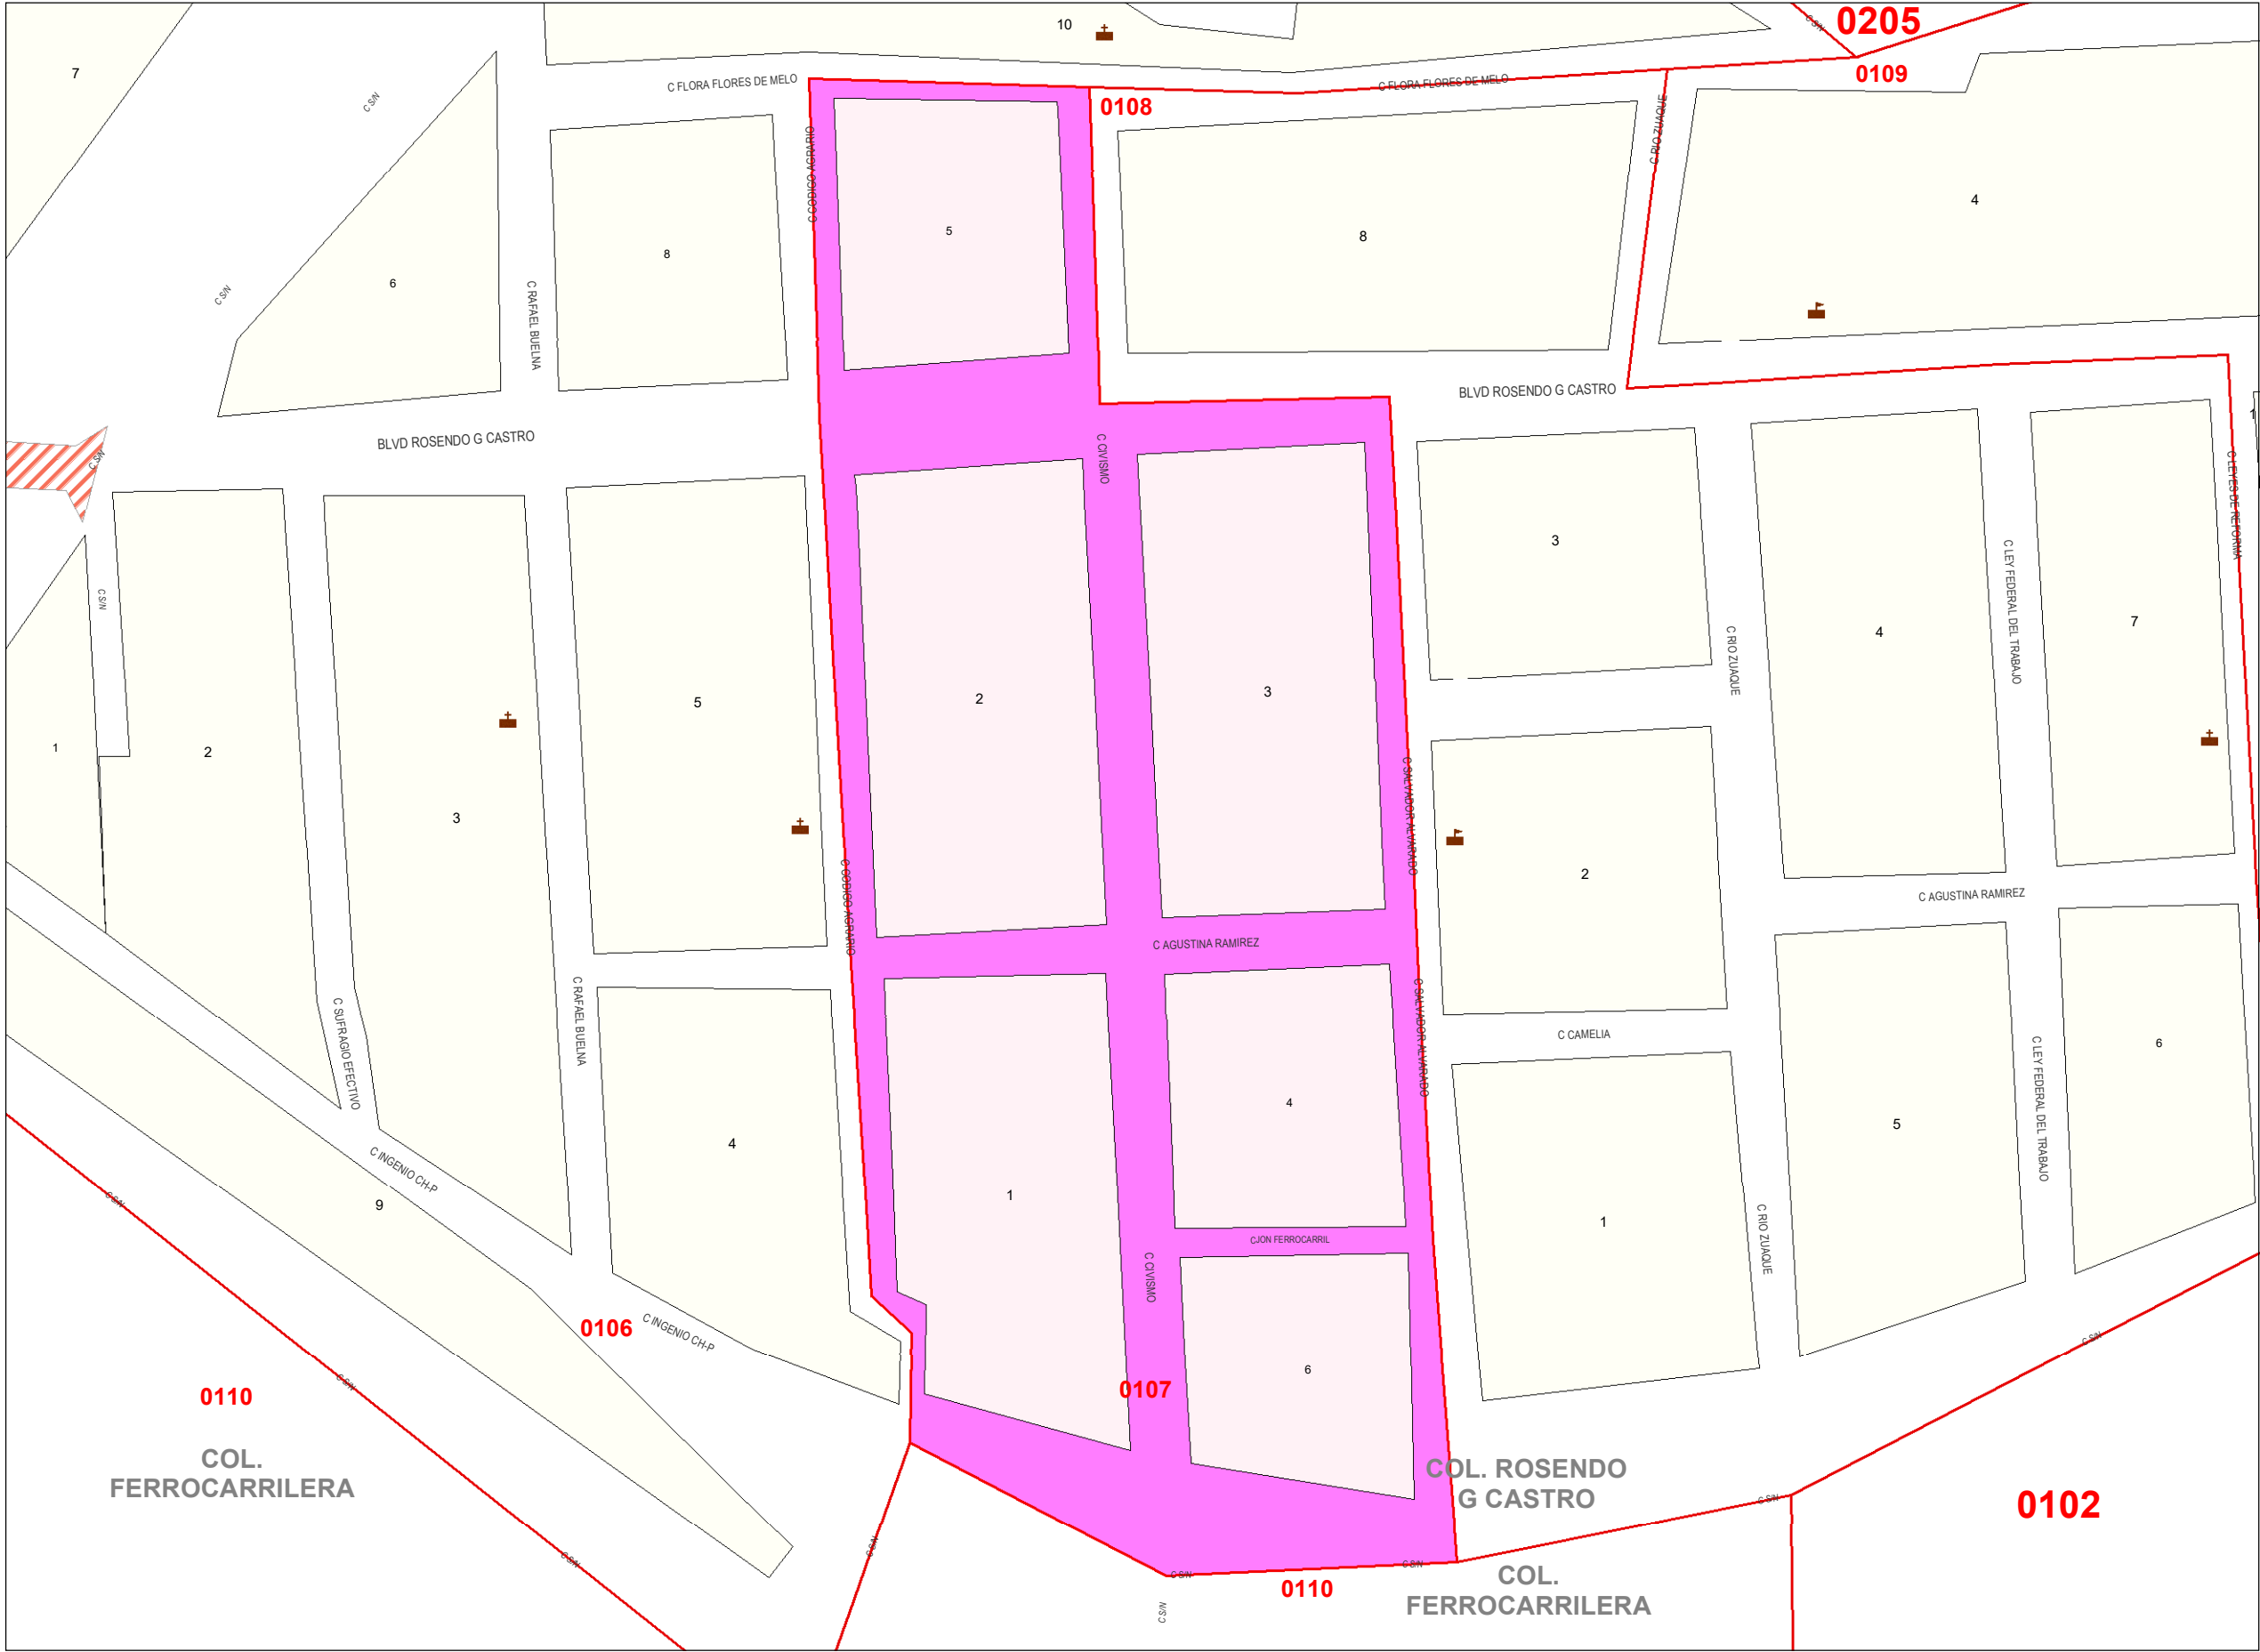 10
C S/N
0205
7
C S/N
C FLORA FLORES DE MELO
C FLORA FLORES DE MELO
0109
0108
C CODIGO AGRARIO
C RIO ZUAQUE
4
5
8
8
6
C S/N
C RAFAEL BUELNA
BLVD ROSENDO G CASTRO
BLVD ROSENDO G CASTRO
1
C S/N
C CIVISMO
C LEYES DE REFORMA
3
C S/N
C LEY FEDERAL DEL TRABAJO
7
4
C RIO ZUAQUE
5
2
3
1
2
3
C SALVADOR ALVARADO
2
C CODIGO AGRARIO
C AGUSTINA RAMIREZ
C AGUSTINA RAMIREZ
C RAFAEL BUELNA
C SUFRAGIO EFECTIVO
C SALVADOR ALVARADO
C CAMELIA
6
C LEY FEDERAL DEL TRABAJO
4
5
4
C INGENIO CH-P
C S/N
9
1
1
C RIO ZUAQUE
CJON FERROCARRIL
C CIVISMO
0106
C INGENIO CH-P
C S/N
6
C S/N
0107
0110
COL.
FERROCARRILERA
COL. ROSENDO
G CASTRO
C S/N
0102
C S/N
C S/N
C S/N
C S/N
0110
COL.
FERROCARRILERA
C S/N